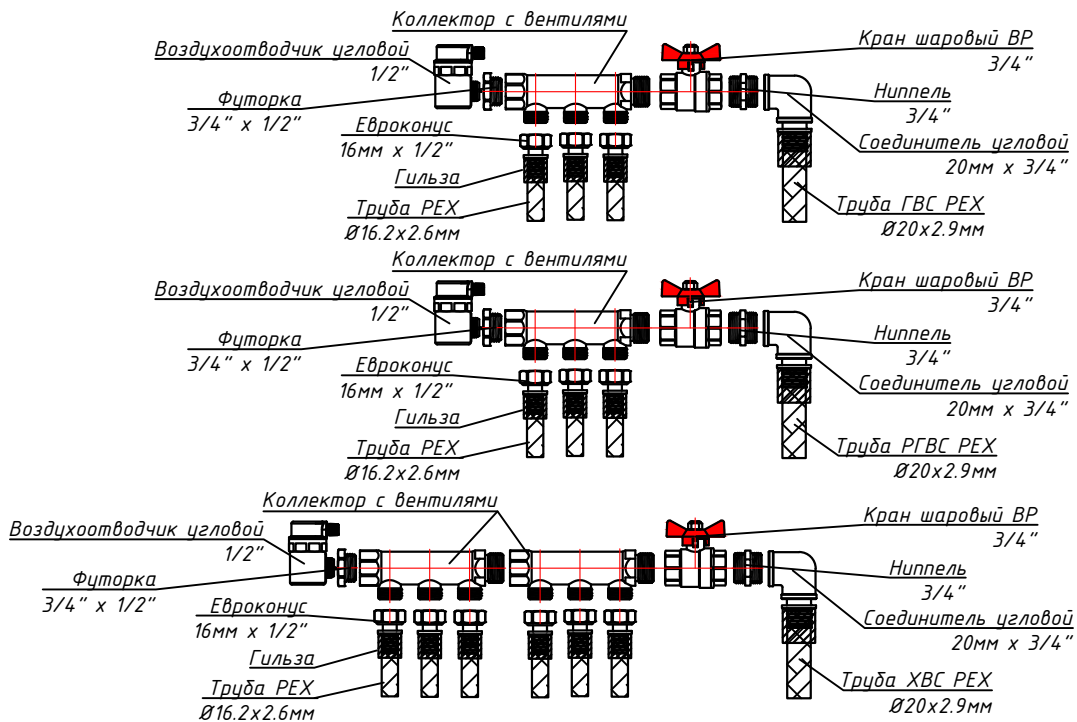 Коллектор с вентилями
Воздухоотводчик угловой
1/2"
Футорка
3/4" x 1/2"
Евроконус
16мм x 1/2"
Гильза
Труба PEX
Ø16.2x2.6мм
Кран шаровый ВР
3/4"
Ниппель
3/4"
Соединитель угловой
20мм x 3/4"
Труба ГВС PEX
Ø20x2.9мм
Коллектор с вентилями
Воздухоотводчик угловой
1/2"
Футорка
3/4" x 1/2"
Евроконус
16мм x 1/2"
Гильза
Труба PEX
Ø16.2x2.6мм
Кран шаровый ВР
3/4"
Ниппель
3/4"
Соединитель угловой
20мм x 3/4"
Труба РГВС PEX
Ø20x2.9мм
Коллектор с вентилями
Воздухоотводчик угловой
1/2"
Футорка
3/4" x 1/2"
Евроконус
16мм x 1/2"
Гильза
Труба PEX
Ø16.2x2.6мм
Кран шаровый ВР
3/4"
Ниппель
3/4"
Соединитель угловой
20мм x 3/4"
Труба ХВС PEX
Ø20x2.9мм